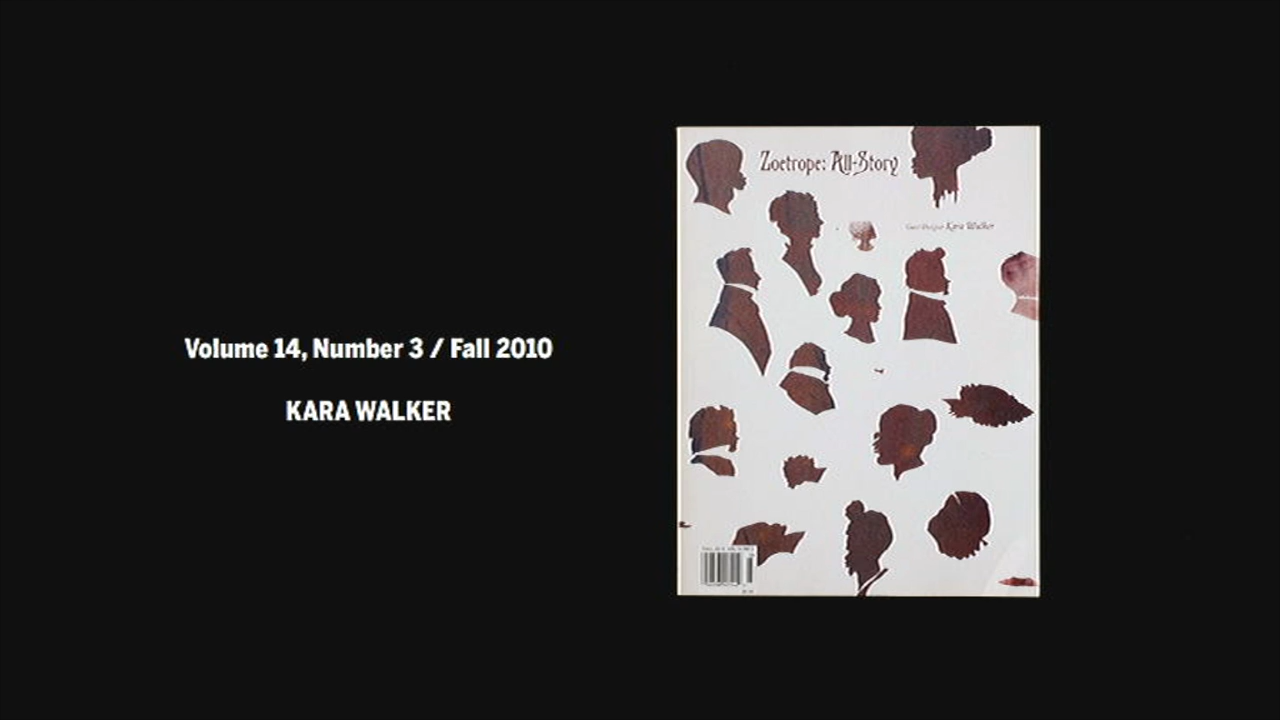 Volume 14, Number 3 / Fall 2010
KARA WALKER
Zoetrope: All-Story
Kara Walker